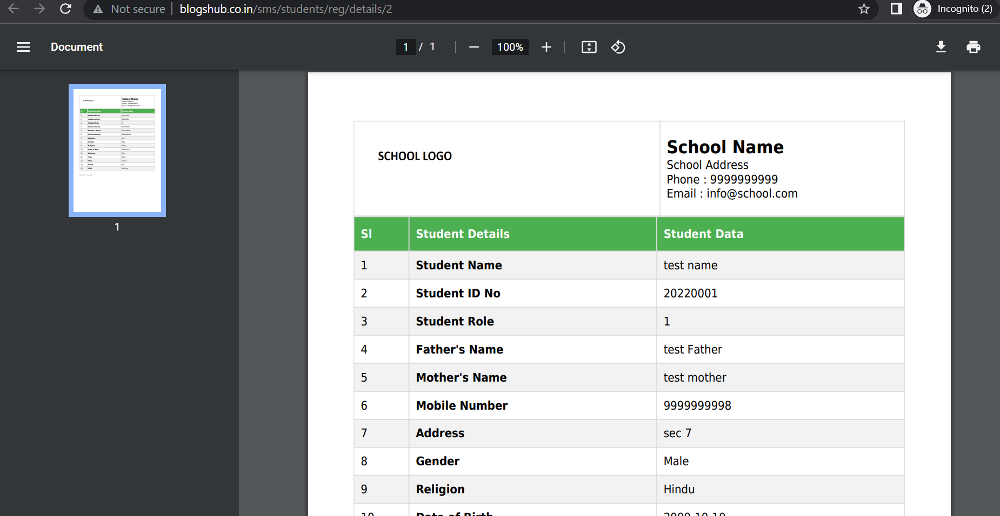 Not secure blogshub.co.in/sms/students/reg/details/2 Incognito (2)
Document 1 / 1 100%
1
SCHOOL LOGO
School Name
School Address
Phone : 9999999999
Email : info@school.com
Sl Student Details Student Data
1 Student Name test name
2 Student ID No 20220001
3 Student Role 1
4 Father's Name test Father
5 Mother's Name test mother
6 Mobile Number 9999999998
7 Address sec 7
8 Gender Male
9 Religion Hindu
10 Date of Birth 2000-10-10